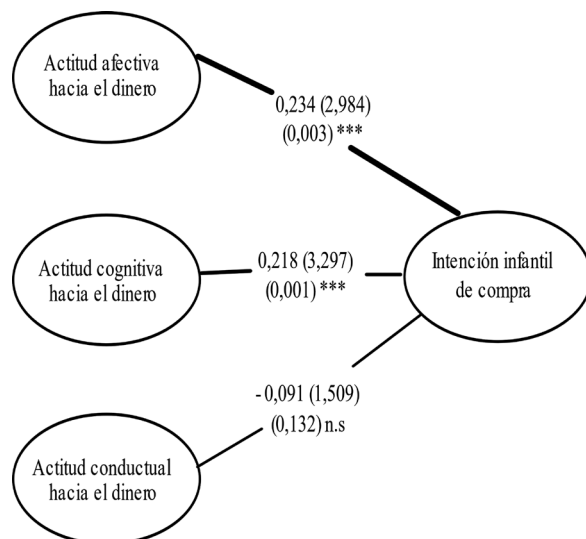 Actitud afectiva
hacia el dinero
0,234 (2,984)
(0,003) ***
Actitud cognitiva
hacia el dinero
0,218 (3,297)
(0,001) ***
Intención infantil
de compra
- 0,091 (1,509)
(0,132) n.s
Actitud conductual
hacia el dinero